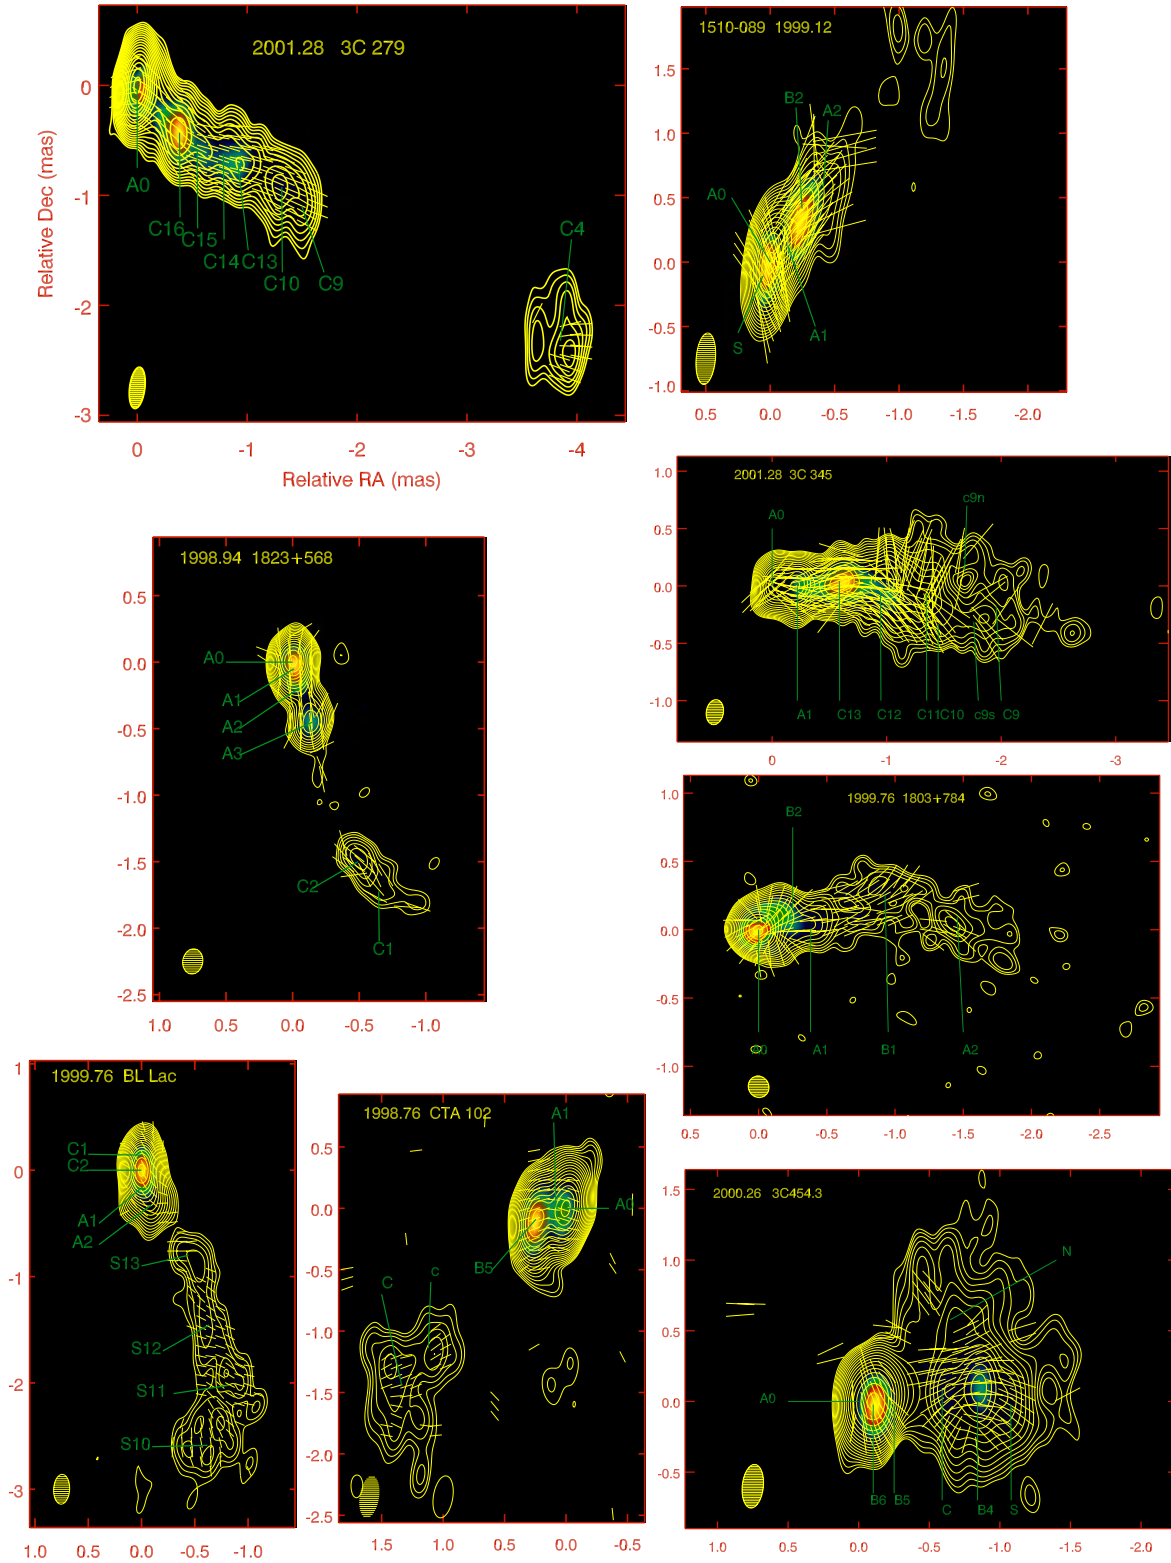 2001.28 3C 279
0
-1
-2
-3
Relative Dec (mas)
A0
C16
C15
C14
C13
C10
C9
C4
0
-1
-2
-3
-4
Relative RA (mas)
1510-089 1999.12
1.5
1.0
0.5
0.0
-0.5
-1.0
B2
A2
A0
S
A1
0.5
0.0
-0.5
-1.0
-1.5
-2.0
2001.28 3C 345
1.0
0.5
0.0
-0.5
-1.0
A0
c9n
A1
C13
C12
C11
C10
c9s
C9
0
-1
-2
-3
1998.94 1823+568
0.5
0.0
-0.5
-1.0
-1.5
-2.0
-2.5
A0
A1
A2
A3
C2
C1
1.0
0.5
0.0
-0.5
-1.0
1999.76 1803+784
1.0
0.5
0.0
-0.5
-1.0
B2
A0
A1
B1
A2
0.5
0.0
-0.5
-1.0
-1.5
-2.0
-2.5
1999.76 BL Lac
1
0
-1
-2
-3
C1
C2
A1
A2
S13
S12
S11
S10
1.0
0.5
0.0
-0.5
-1.0
1998.76 CTA 102
0.5
0.0
-0.5
-1.0
-1.5
-2.0
-2.5
A1
A0
B5
C
c
1.5
1.0
0.5
0.0
-0.5
2000.26 3C454.3
1.5
1.0
0.5
0.0
-0.5
N
A0
B6
B5
C
B4
S
0.5
0.0
-0.5
-1.0
-1.5
-2.0